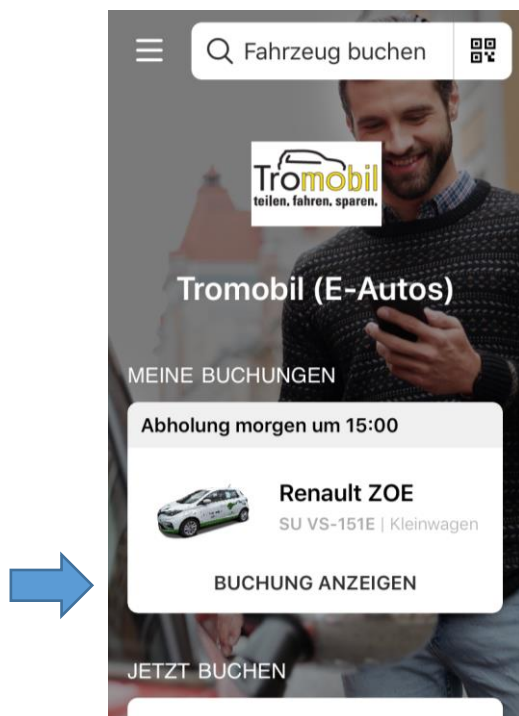 Fahrzeug buchen
Tromobil
teilen. fahren. sparen.
Tromobil (E-Autos)
MEINE BUCHUNGEN
Abholung morgen um 15:00
Renault ZOE
SU VS-151E | Kleinwagen
BUCHUNG ANZEIGEN
JETZT BUCHEN